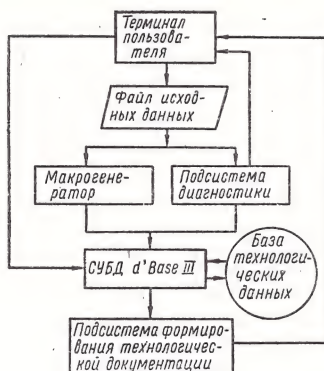 Терминал
пользова-
теля
Файл исход-
ных данных
Макрогене-
ратор
Подсистема
диагностики
СУБД d'Base III
База
технологи-
ческих
данных
Подсистема формиро-
вания технологичес-
кой документации